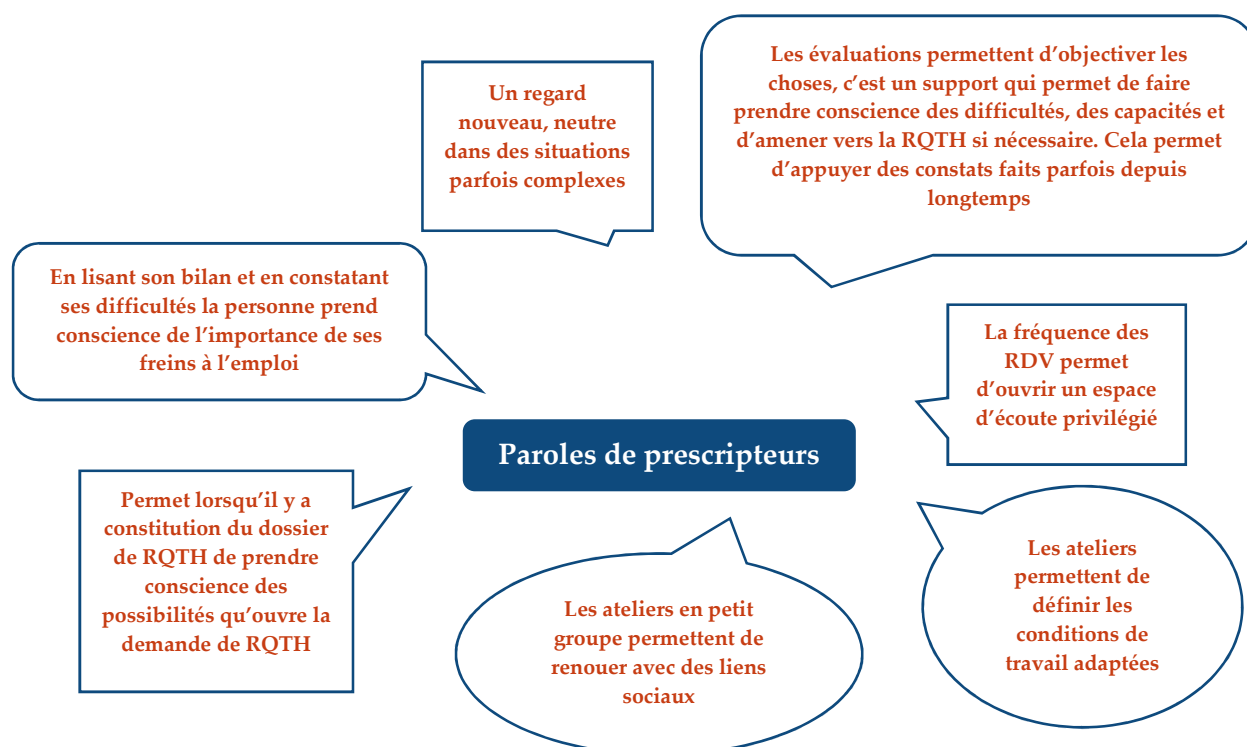 Les évaluations permettent d’objectiver les
choses, c’est un support qui permet de faire
prendre conscience des difficultés, des capacités et
d’amener vers la RQTH si nécessaire. Cela permet
d’appuyer des constats faits parfois depuis
longtemps
Un regard
nouveau, neutre
dans des situations
parfois complexes
En lisant son bilan et en constatant
ses difficultés la personne prend
conscience de l’importance de ses
freins à l’emploi
La fréquence des
RDV permet
d’ouvrir un espace
d’écoute privilégié
Paroles de prescripteurs
Permet lorsqu’il y a
constitution du dossier
de RQTH de prendre
conscience des
possibilités qu’ouvre la
demande de RQTH
Les ateliers en petit
groupe permettent de
renouer avec des liens
sociaux
Les ateliers
permettent de
définir les
conditions de
travail adaptées